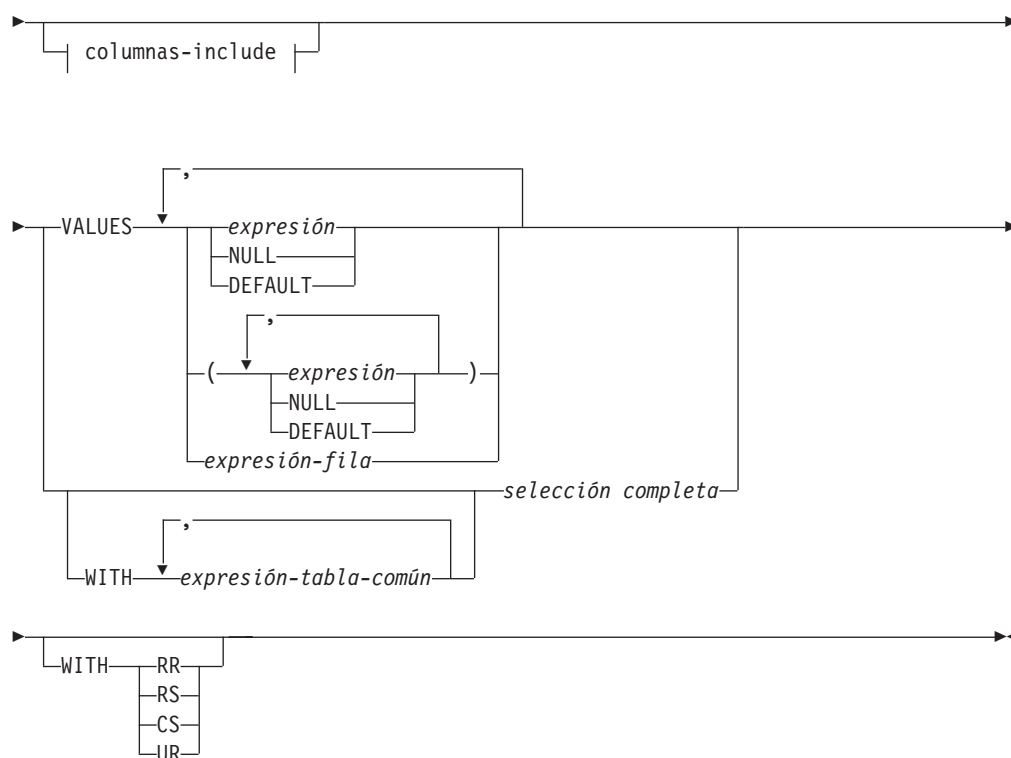 columnas-include
,
VALUES expresión
NULL
DEFAULT
,
( expresión )
NULL
DEFAULT
expresión-fila
selección completa
,
WITH expresión-tabla-común
WITH RR
RS
CS
UR